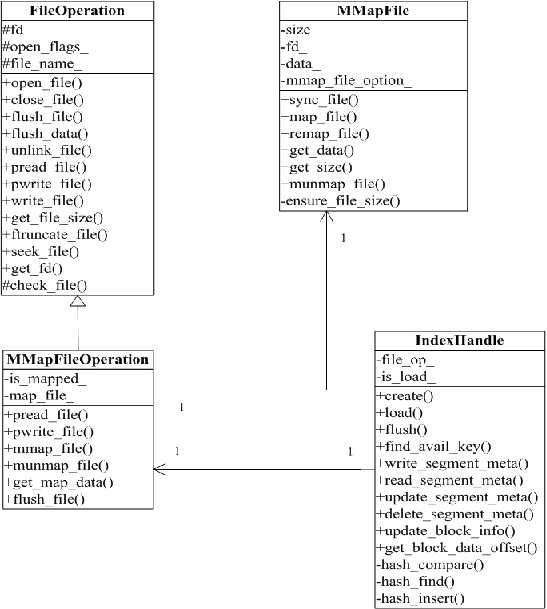 FileOperation
#fd
#open_flags_
#file_name_
+open_file()
+close_file()
+flush_file()
+flush_data()
+unlink_file()
+pread_file()
+pwrite_file()
+write_file()
+get_file_size()
+ftruncate_file()
+seek_file()
+get_fd()
#check_file()
MMapFile
-size
-fd_
-data_
-mmap_file_option_
+sync_file()
+map_file()
+remap_file()
+get_data()
+get_size()
+munmap_file()
-ensure_file_size()
1
MMapFileOperation
-is_mapped_
-map_file_
+pread_file()
+pwrite_file()
+mmap_file()
+munmap_file()
+get_map_data()
+flush_file()
1
1
1
IndexHandle
-file_op_
-is_load_
+create()
+load()
+flush()
+find_avail_key()
+write_segment_meta()
+read_segment_meta()
+update_segment_meta()
+delete_segment_meta()
+update_block_info()
+get_block_data_offset()
-hash_compare()
-hash_find()
-hash_insert()